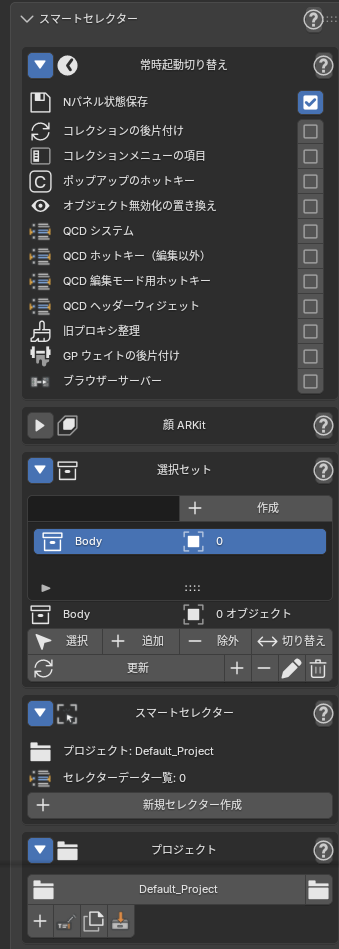 スマートセレクター
常時起動切り替え
Nパネル状態保存
コレクションの後片付け
コレクションメニューの項目
C ポップアップのホットキー
オブジェクト無効化の置き換え
QCD システム
QCD ホットキー（編集以外）
QCD 編集モード用ホットキー
QCD ヘッダーウィジェット
旧プロキシ整理
GP ウェイトの後片付け
ブラウザーサーバー
顔 ARKit
選択セット
作成
Body 0
Body 0 オブジェクト
選択 追加 除外 切り替え
更新
スマートセレクター
プロジェクト: Default_Project
セレクターデータ一覧: 0
新規セレクター作成
プロジェクト
Default_Project